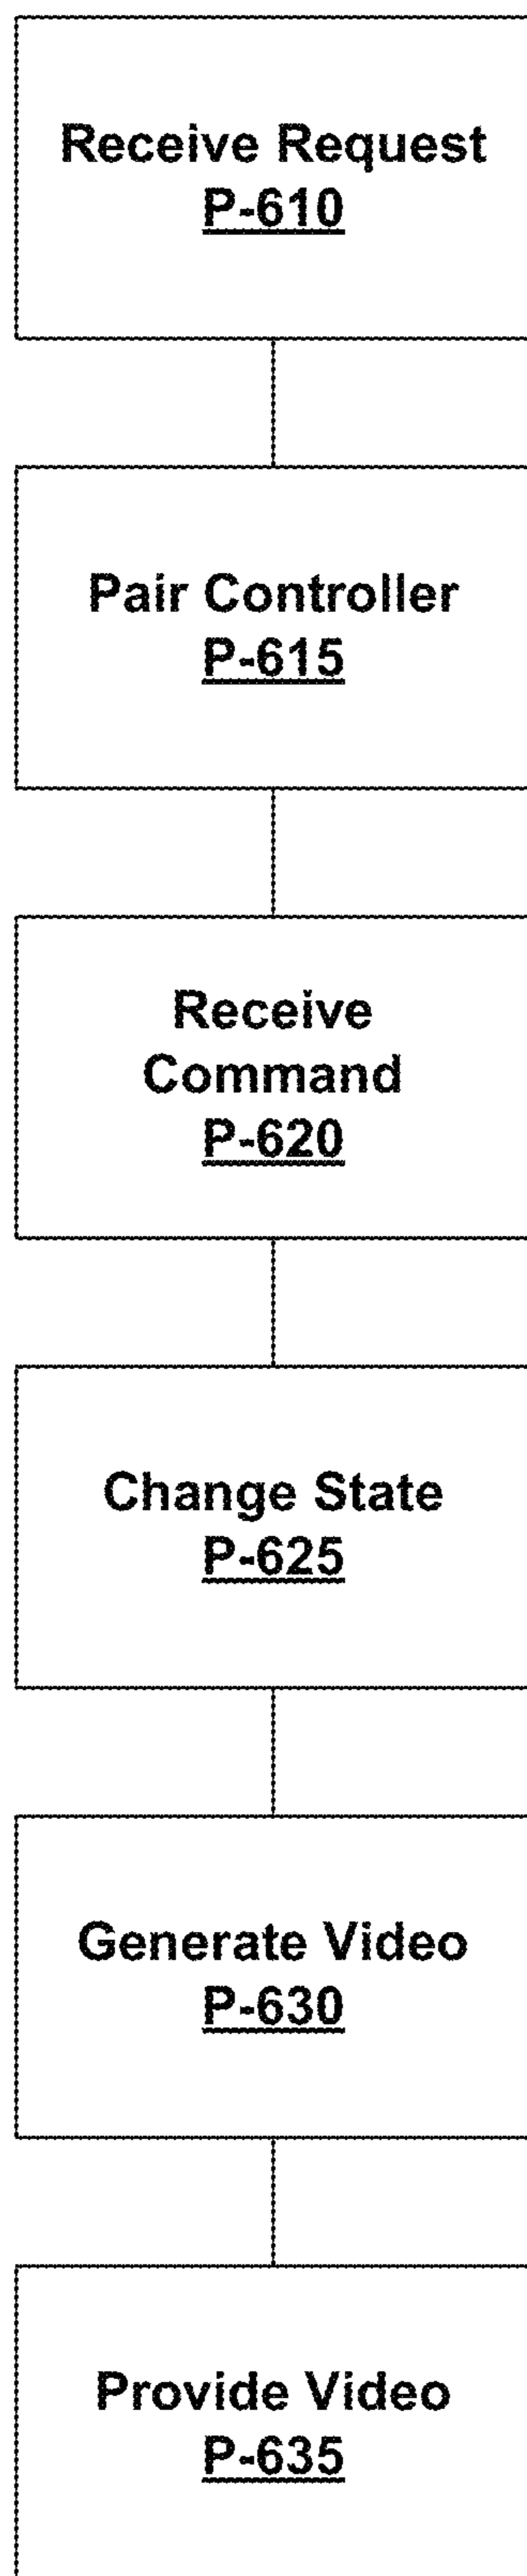 Receive Request
P-610
Pair Controller
P-615
Receive
Command
P-620
Change State
P-625
Generate Video
P-630
Provide Video
P-635